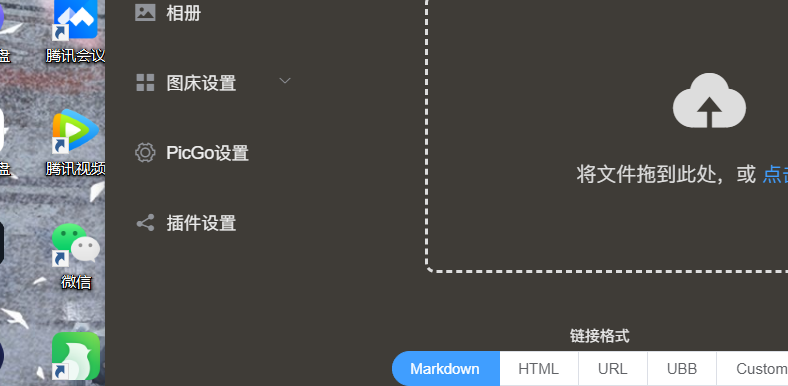 相册
盘
腾讯会议
图床设置
PicGo设置
盘
腾讯视频
将文件拖到此处，或 点击
插件设置
微信
链接格式
Markdown
HTML
URL
UBB
Custom